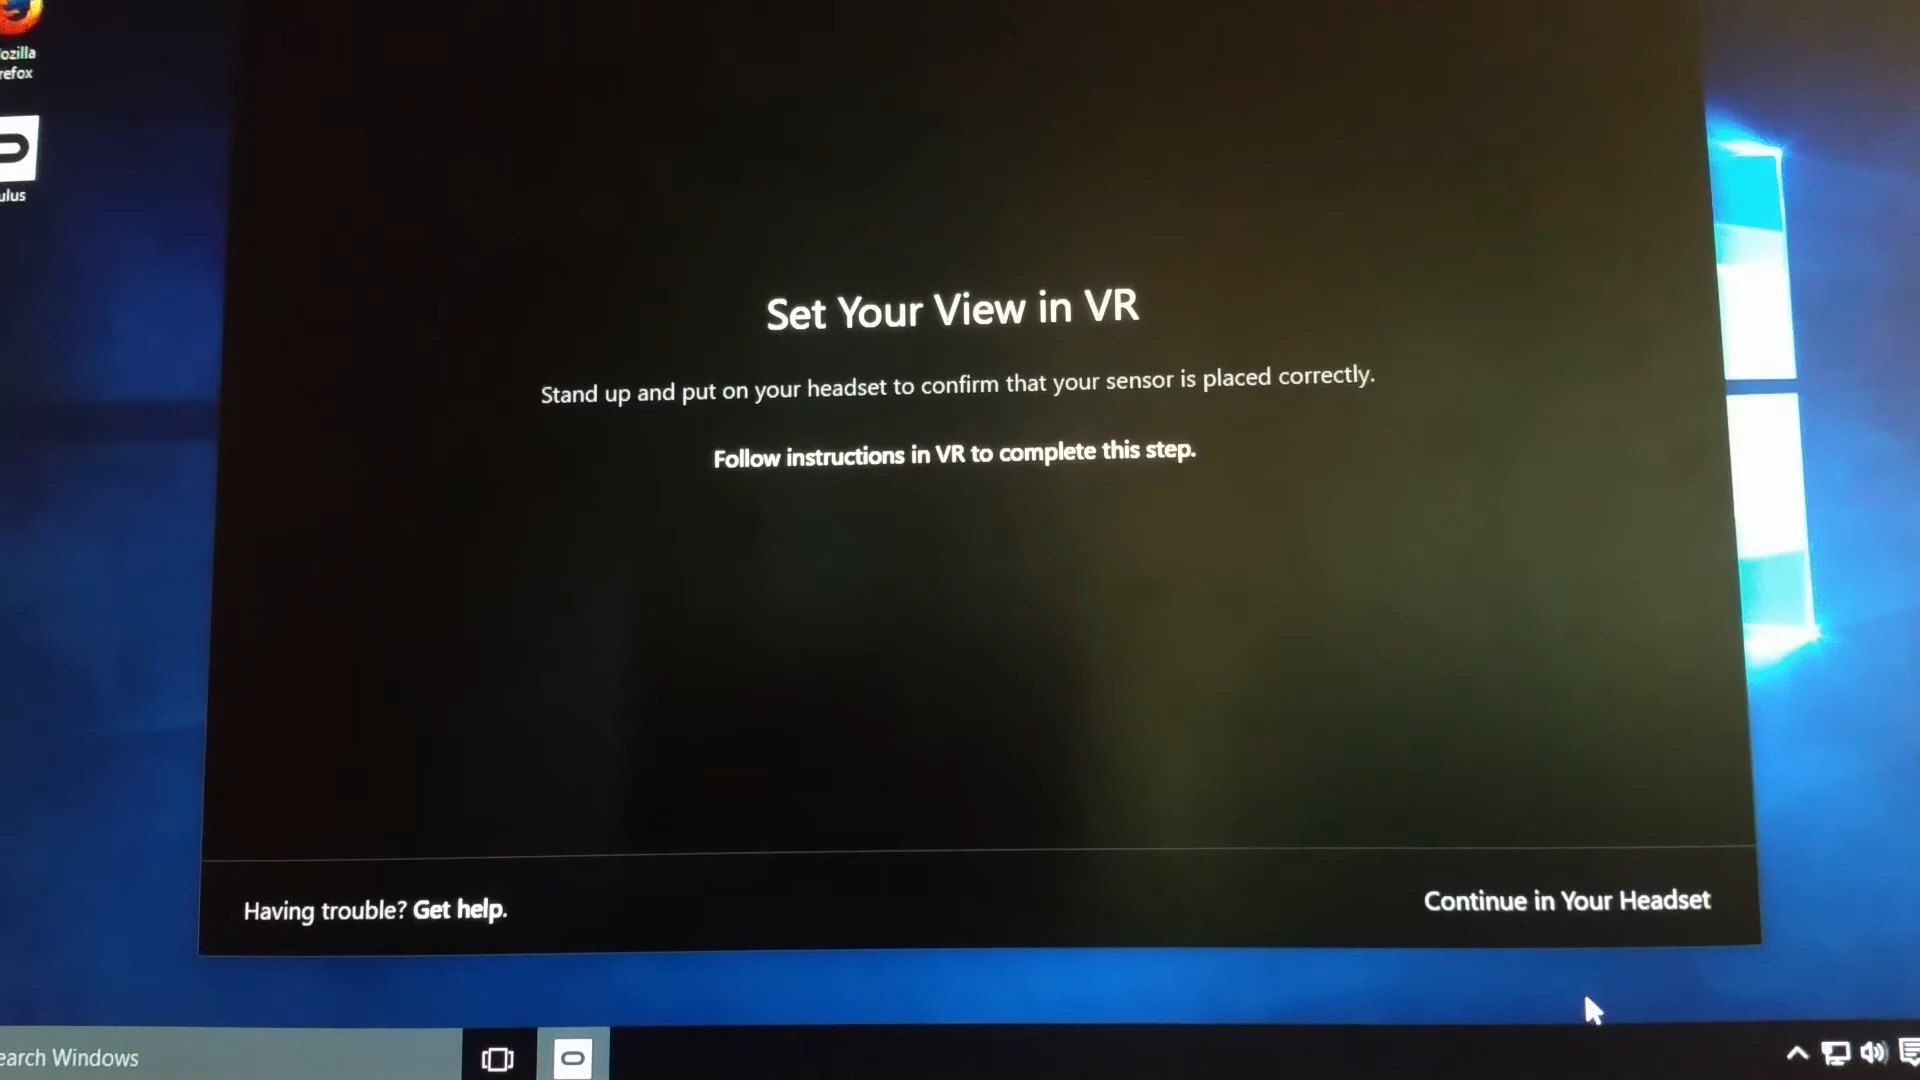 ozilla
refox
ulus
Set Your View in VR
Stand up and put on your headset to confirm that your sensor is placed correctly.
Follow instructions in VR to complete this step.
Having trouble? Get help.
Continue in Your Headset
earch Windows